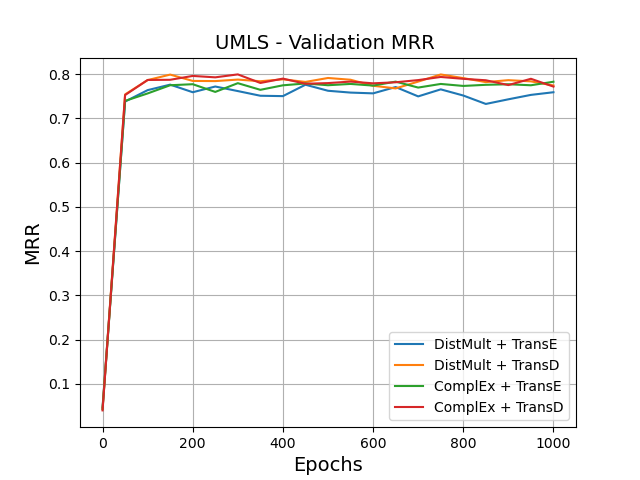 UMLS - Validation MRR
MRR
0.8
0.7
0.6
0.5
0.4
0.3
0.2
0.1
0
200
400
600
800
1000
Epochs
DistMult + TransE
DistMult + TransD
ComplEx + TransE
ComplEx + TransD